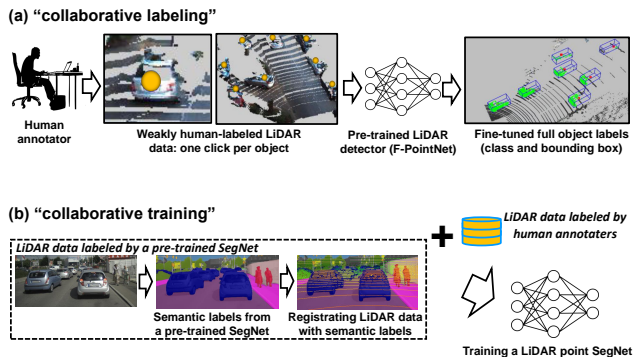 (a) “collaborative labeling”
Human
annotator
Weakly human-labeled LiDAR
data: one click per object
Pre-trained LiDAR
detector (F-PointNet)
Fine-tuned full object labels
(class and bounding box)
(b) “collaborative training”
LiDAR data labeled by a pre-trained SegNet
Semantic labels from
a pre-trained SegNet
Registrating LiDAR data
with semantic labels
+
LiDAR data labeled by
human annotaters
Training a LiDAR point SegNet